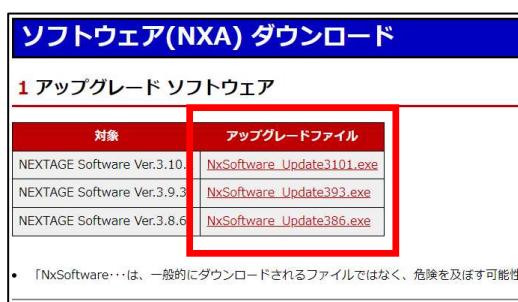 ソフトウェア(NXA) ダウンロード
1 アップグレード ソフトウェア
対象 アップグレードファイル
NEXTAGE Software Ver.3.10. NxSoftware_Update3101.exe
NEXTAGE Software Ver.3.9.3 NxSoftware_Update393.exe
NEXTAGE Software Ver.3.8.6 NxSoftware_Update386.exe
• 「NxSoftware・・・は、一般的にダウンロードされるファイルではなく、危険を及ぼす可能性